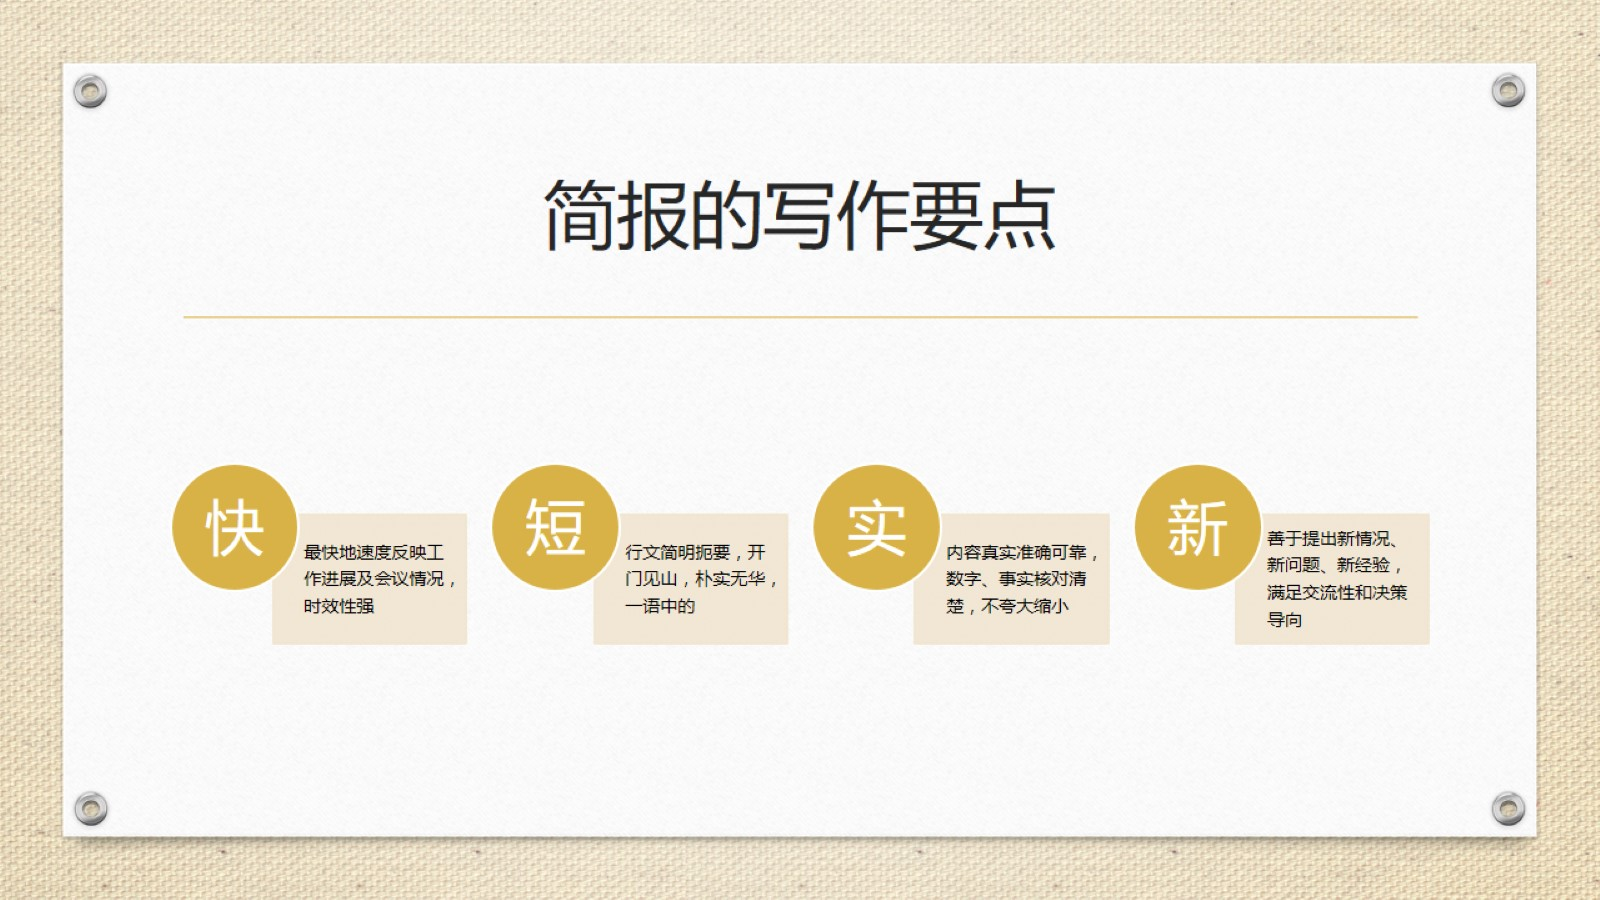 简报的写作要点
快
最快地速度反映工
作进展及会议情况，
时效性强
短
行文简明扼要，开
门见山，朴实无华，
一语中的
实
内容真实准确可靠，
数字、事实核对清
楚，不夸大缩小
新
善于提出新情况、
新问题、新经验，
满足交流性和决策
导向